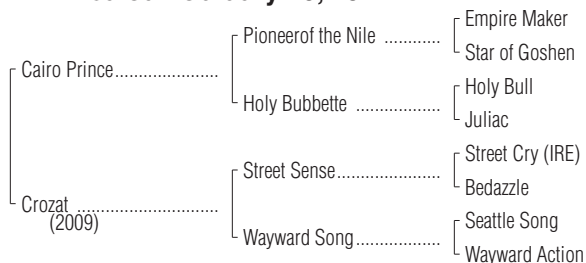 Cairo Prince
Pioneerof the Nile
Empire Maker
Star of Goshen
Holy Bubbette
Holy Bull
Juliac
Crozat
(2009)
Street Sense
Street Cry (IRE)
Bedazzle
Wayward Song
Seattle Song
Wayward Action